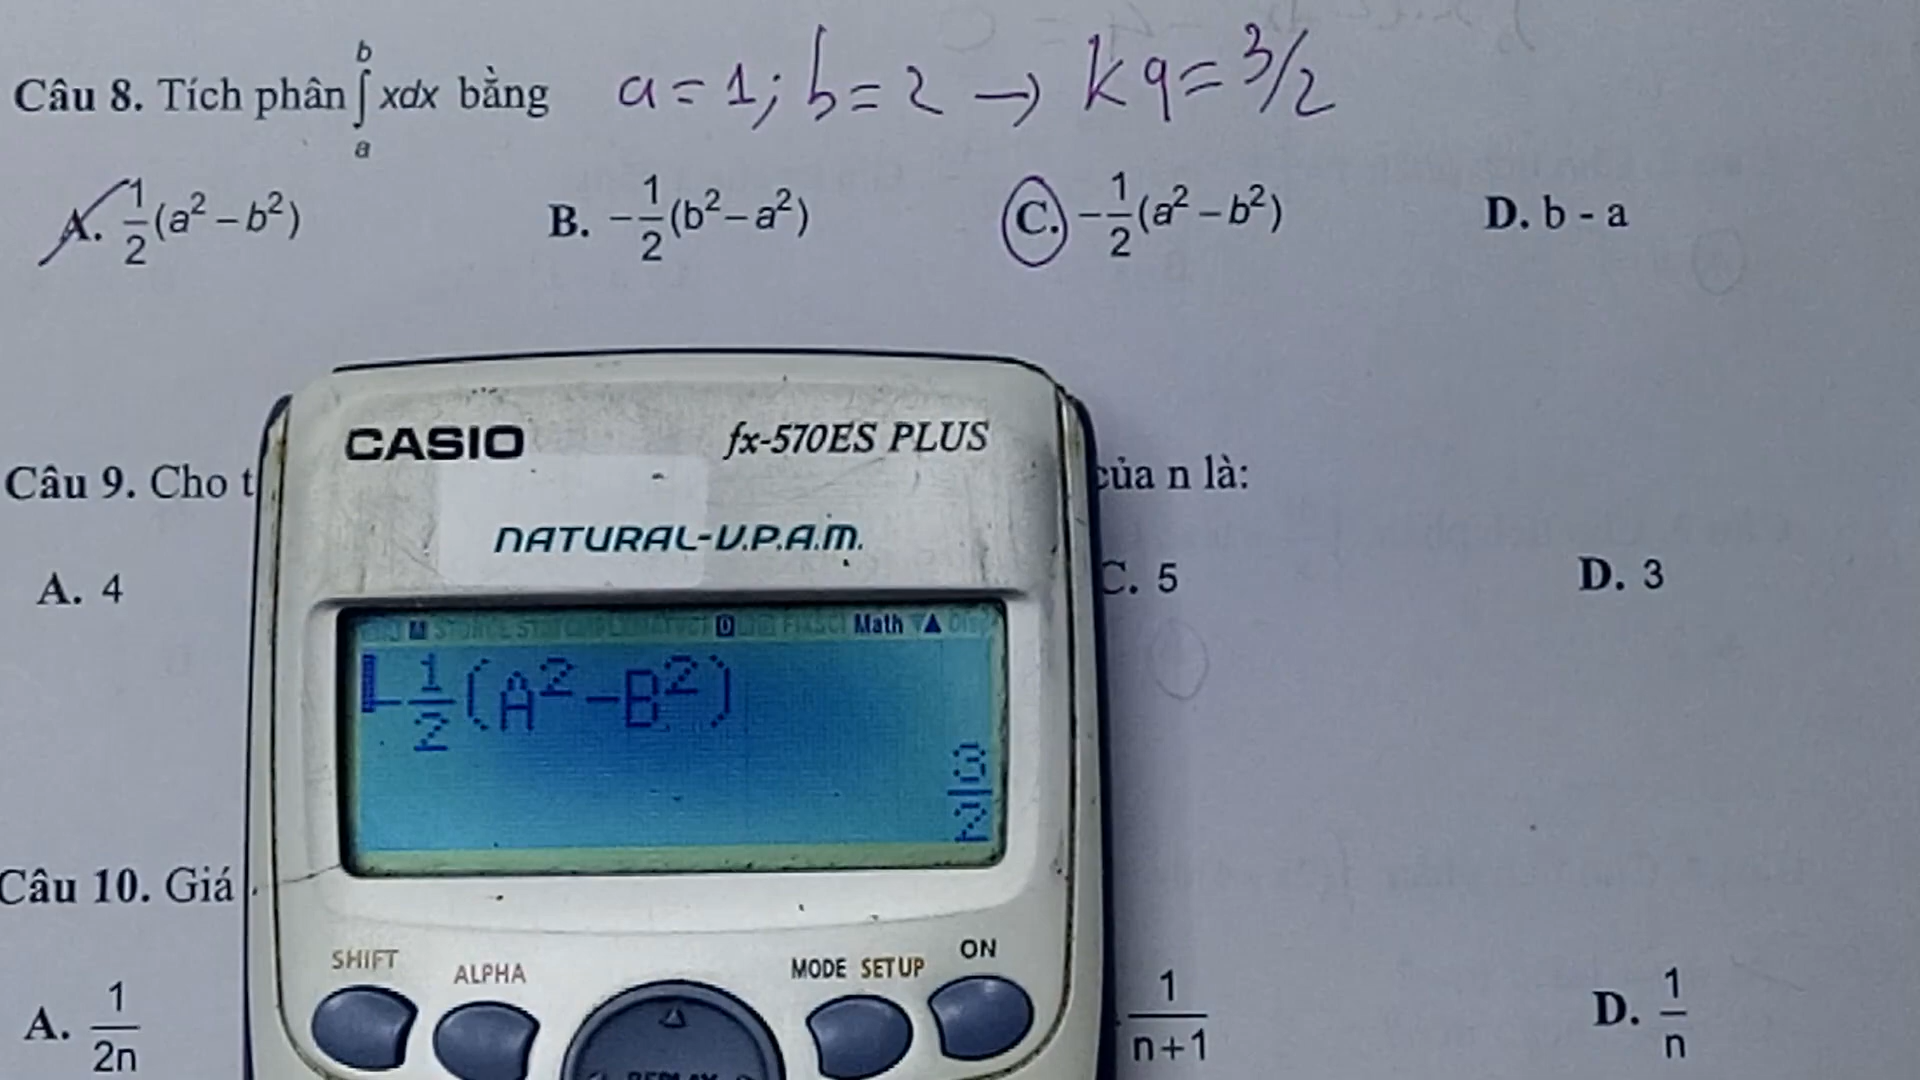 Câu 8. Tích phân ∫ₐᵇ xdx bằng a = 1; b = 2 → kq = 3/2
A. 1/2(a² – b²) B. –1/2(b² – a²) C. –1/2(a² – b²) D. b - a
CASIO fx-570ES PLUS
Câu 9. Cho t của n là:
NATURAL-V.P.A.M.
A. 4 C. 5 D. 3
M D Math ▲
-1/2(A²-B²)
3/2
Câu 10. Giá
SHIFT ALPHA MODE SETUP ON
A. 1/2n 1/n+1 D. 1/n
REPLAY